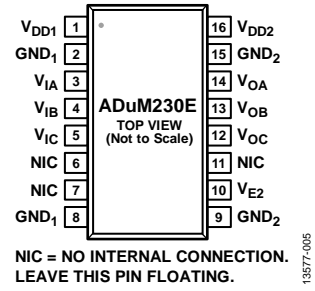 VDD1 1 16 VDD2
GND1 2 15 GND2
VIA 3 14 VOA
VIB 4 ADuM230E 13 VOB
TOP VIEW
VIC 5 (Not to Scale) 12 VOC
NIC 6 11 NIC
NIC 7 10 VE2
GND1 8 9 GND2
NIC = NO INTERNAL CONNECTION.
LEAVE THIS PIN FLOATING.
13577-005